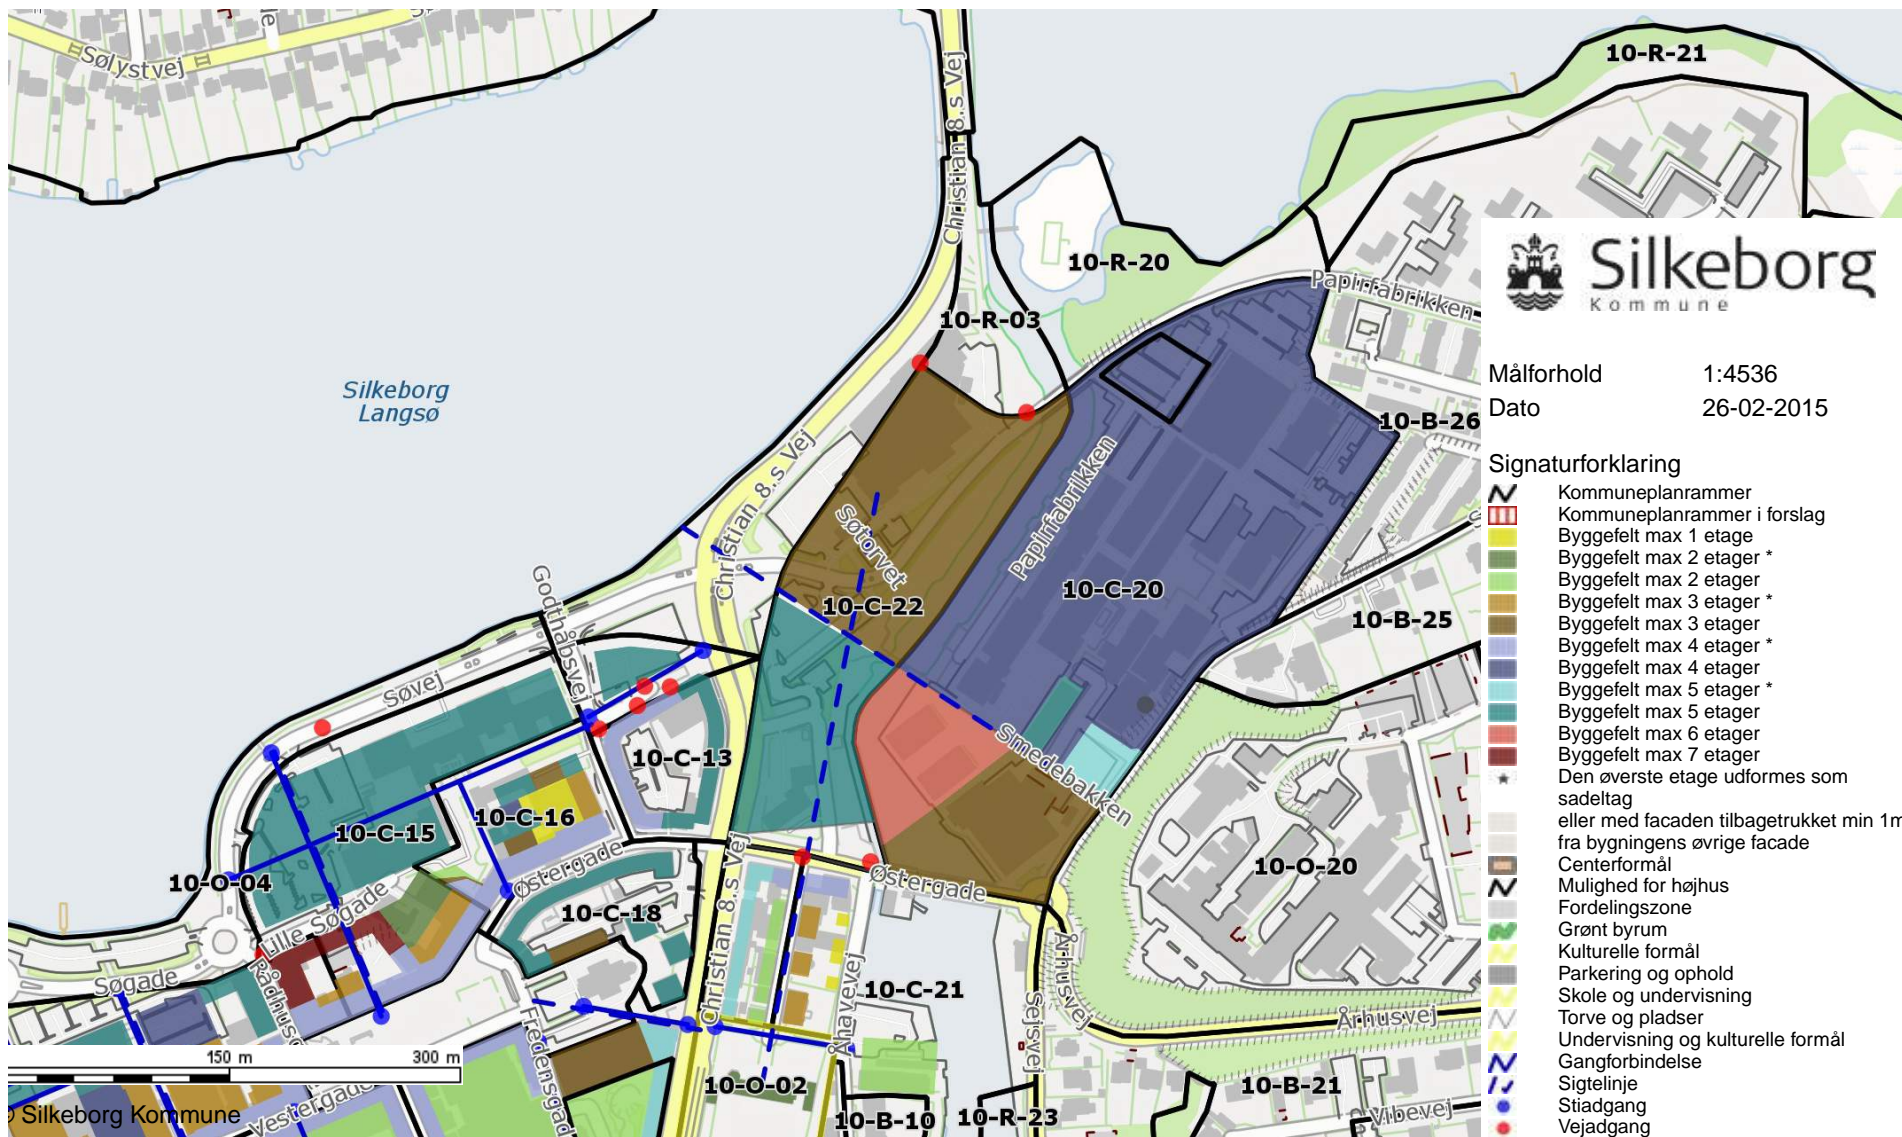 Sølystvej
Christian 8.s Vej
10-R-21
Christian 8.s Vej
10-R-20
Papirfabrikken
10-R-03
Silkeborg
Langsø
10-B-26
Christian 8.s Vej
Papirfabrikken
Søtorvet
10-C-22
10-C-20
10-B-25
Godthåbsvej
Søvej
Smedebakken
10-C-13
10-C-16
10-C-15
10-O-04
Østergade
Østergade
Christian 8.s Vej
10-O-20
10-C-18
Lille Søgade
Søgade
Christian 8.s Vej
Åhavevej
10-C-21
Sejsvej
Århusvej
Århusvej
10-O-02
10-B-10
10-R-23
10-B-21
Vibevej
150 m
300 m
© Silkeborg Kommune
Vestergade
Silkeborg
Kommune
Målforhold 1:4536
Dato 26-02-2015
Signaturforklaring
Kommuneplanrammer
Kommuneplanrammer i forslag
Byggefelt max 1 etage
Byggefelt max 2 etager *
Byggefelt max 2 etager
Byggefelt max 3 etager *
Byggefelt max 3 etager
Byggefelt max 4 etager *
Byggefelt max 4 etager
Byggefelt max 5 etager *
Byggefelt max 5 etager
Byggefelt max 6 etager
Byggefelt max 7 etager
Den øverste etage udformes som
sadeltag
eller med facaden tilbagetrukket min 1m
fra bygningens øvrige facade
Centerformål
Mulighed for højhus
Fordelingszone
Grønt byrum
Kulturelle formål
Parkering og ophold
Skole og undervisning
Torve og pladser
Undervisning og kulturelle formål
Gangforbindelse
Sigtelinje
Stiadgang
Vejadgang